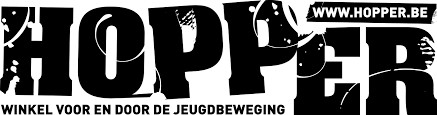 WWW.HOPPER.BE
HOPPER
WINKEL VOOR EN DOOR DE JEUGDBEWEGING